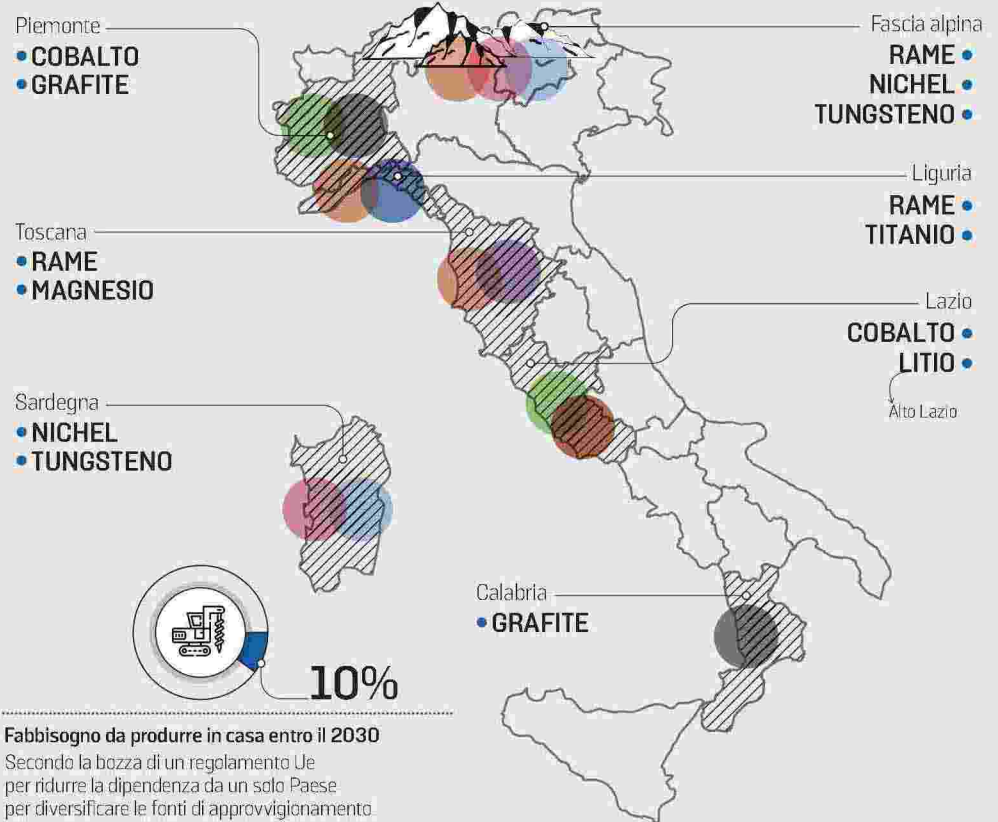 Piemonte
COBALTO
GRAFITE
Fascia alpina
RAME
NICHEL
TUNGSTENO
Liguria
RAME
TITANIO
Toscana
RAME
MAGNESIO
Lazio
COBALTO
LITIO
Alto Lazio
Sardegna
NICHEL
TUNGSTENO
Calabria
GRAFITE
10%
Fabbisogno da produrre in casa entro il 2030
Secondo la bozza di un regolamento Ue
per ridurre la dipendenza da un solo Paese
per diversificare le fonti di approvvigionamento